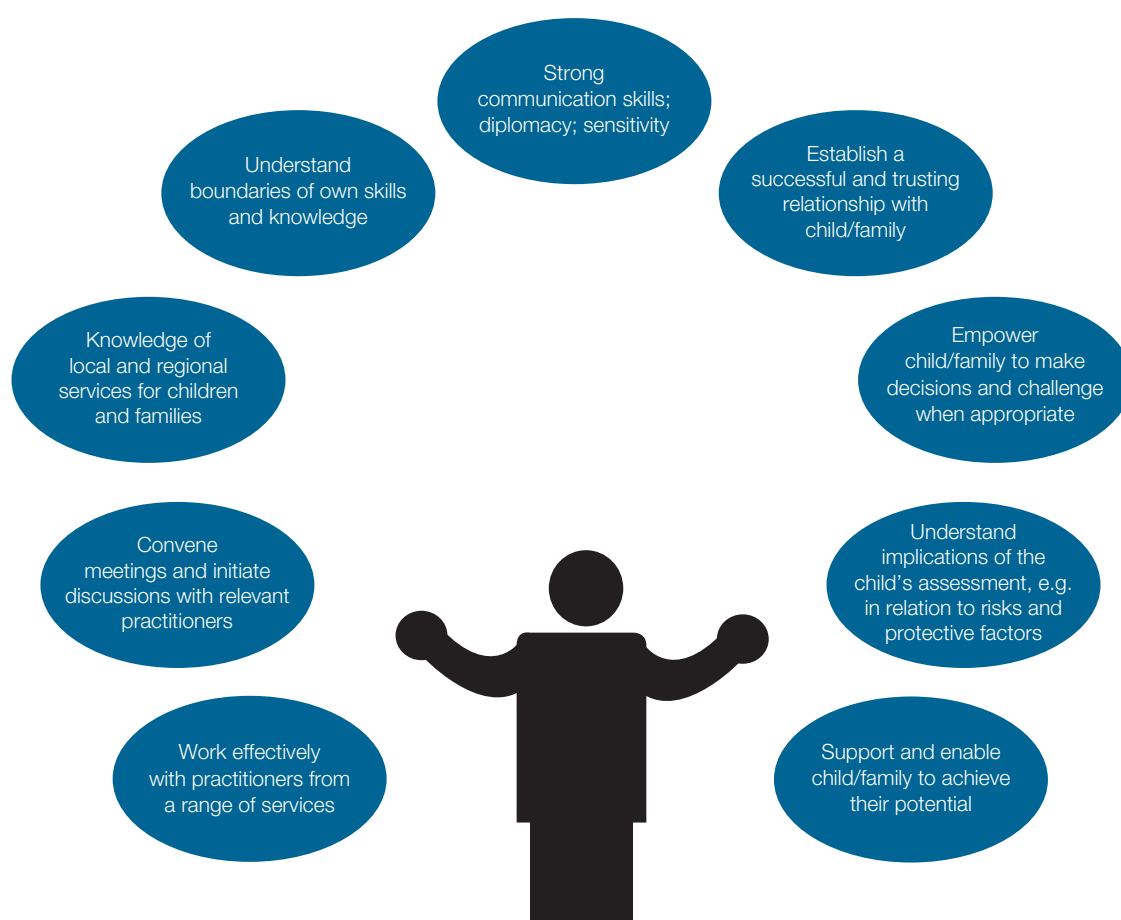 Strong
communication skills;
diplomacy; sensitivity
Understand
boundaries of own skills
and knowledge
Establish a
successful and trusting
relationship with
child/family
Knowledge of
local and regional
services for children
and families
Empower
child/family to make
decisions and challenge
when appropriate
Convene
meetings and initiate
discussions with relevant
practitioners
Understand
implications of the
child’s assessment, e.g.
in relation to risks and
protective factors
Work effectively
with practitioners from
a range of services
Support and enable
child/family to achieve
their potential